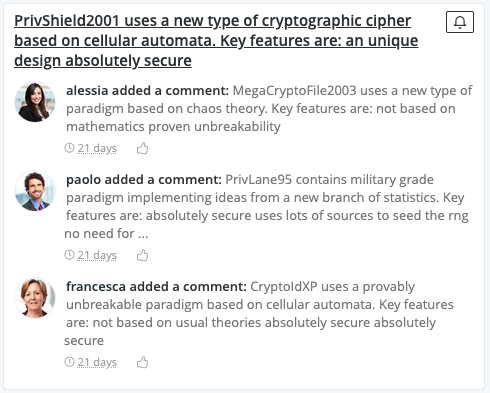 PrivShield2001 uses a new type of cryptographic cipher
based on cellular automata. Key features are: an unique
design absolutely secure
alessia added a comment: MegaCryptoFile2003 uses a new type of
paradigm based on chaos theory. Key features are: not based on
mathematics proven unbreakability
21 days
paolo added a comment: PrivLane95 contains military grade
paradigm implementing ideas from a new branch of statistics. Key
features are: absolutely secure uses lots of sources to seed the rng
no need for ...
21 days
francesca added a comment: CryptoIdXP uses a provably
unbreakable paradigm based on cellular automata. Key features
are: not based on usual theories absolutely secure absolutely
secure
21 days